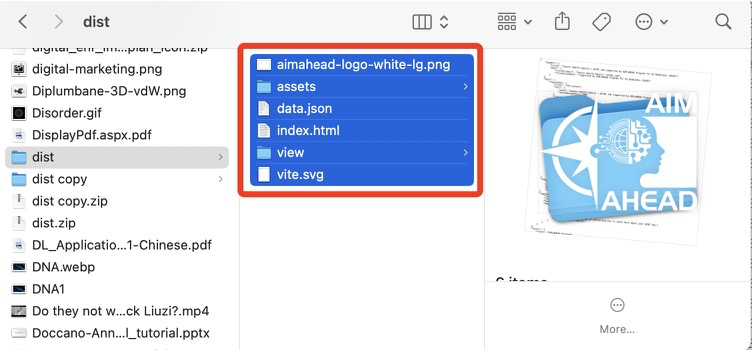 dist
digital_enr_im...plan_icon.zip
digital-marketing.png
Diplumbane-3D-vdW.png
Disorder.gif
DisplayPdf.aspx.pdf
dist
dist copy
dist copy.zip
dist.zip
DL_Applicatio...1-Chinese.pdf
DNA.webp
DNA1
Do they not w...ck Liuzi?.mp4
Doccano-Ann...l_tutorial.pptx
aimahead-logo-white-lg.png
assets
data.json
index.html
view
vite.svg
AIM
AHEAD
6 items
More...